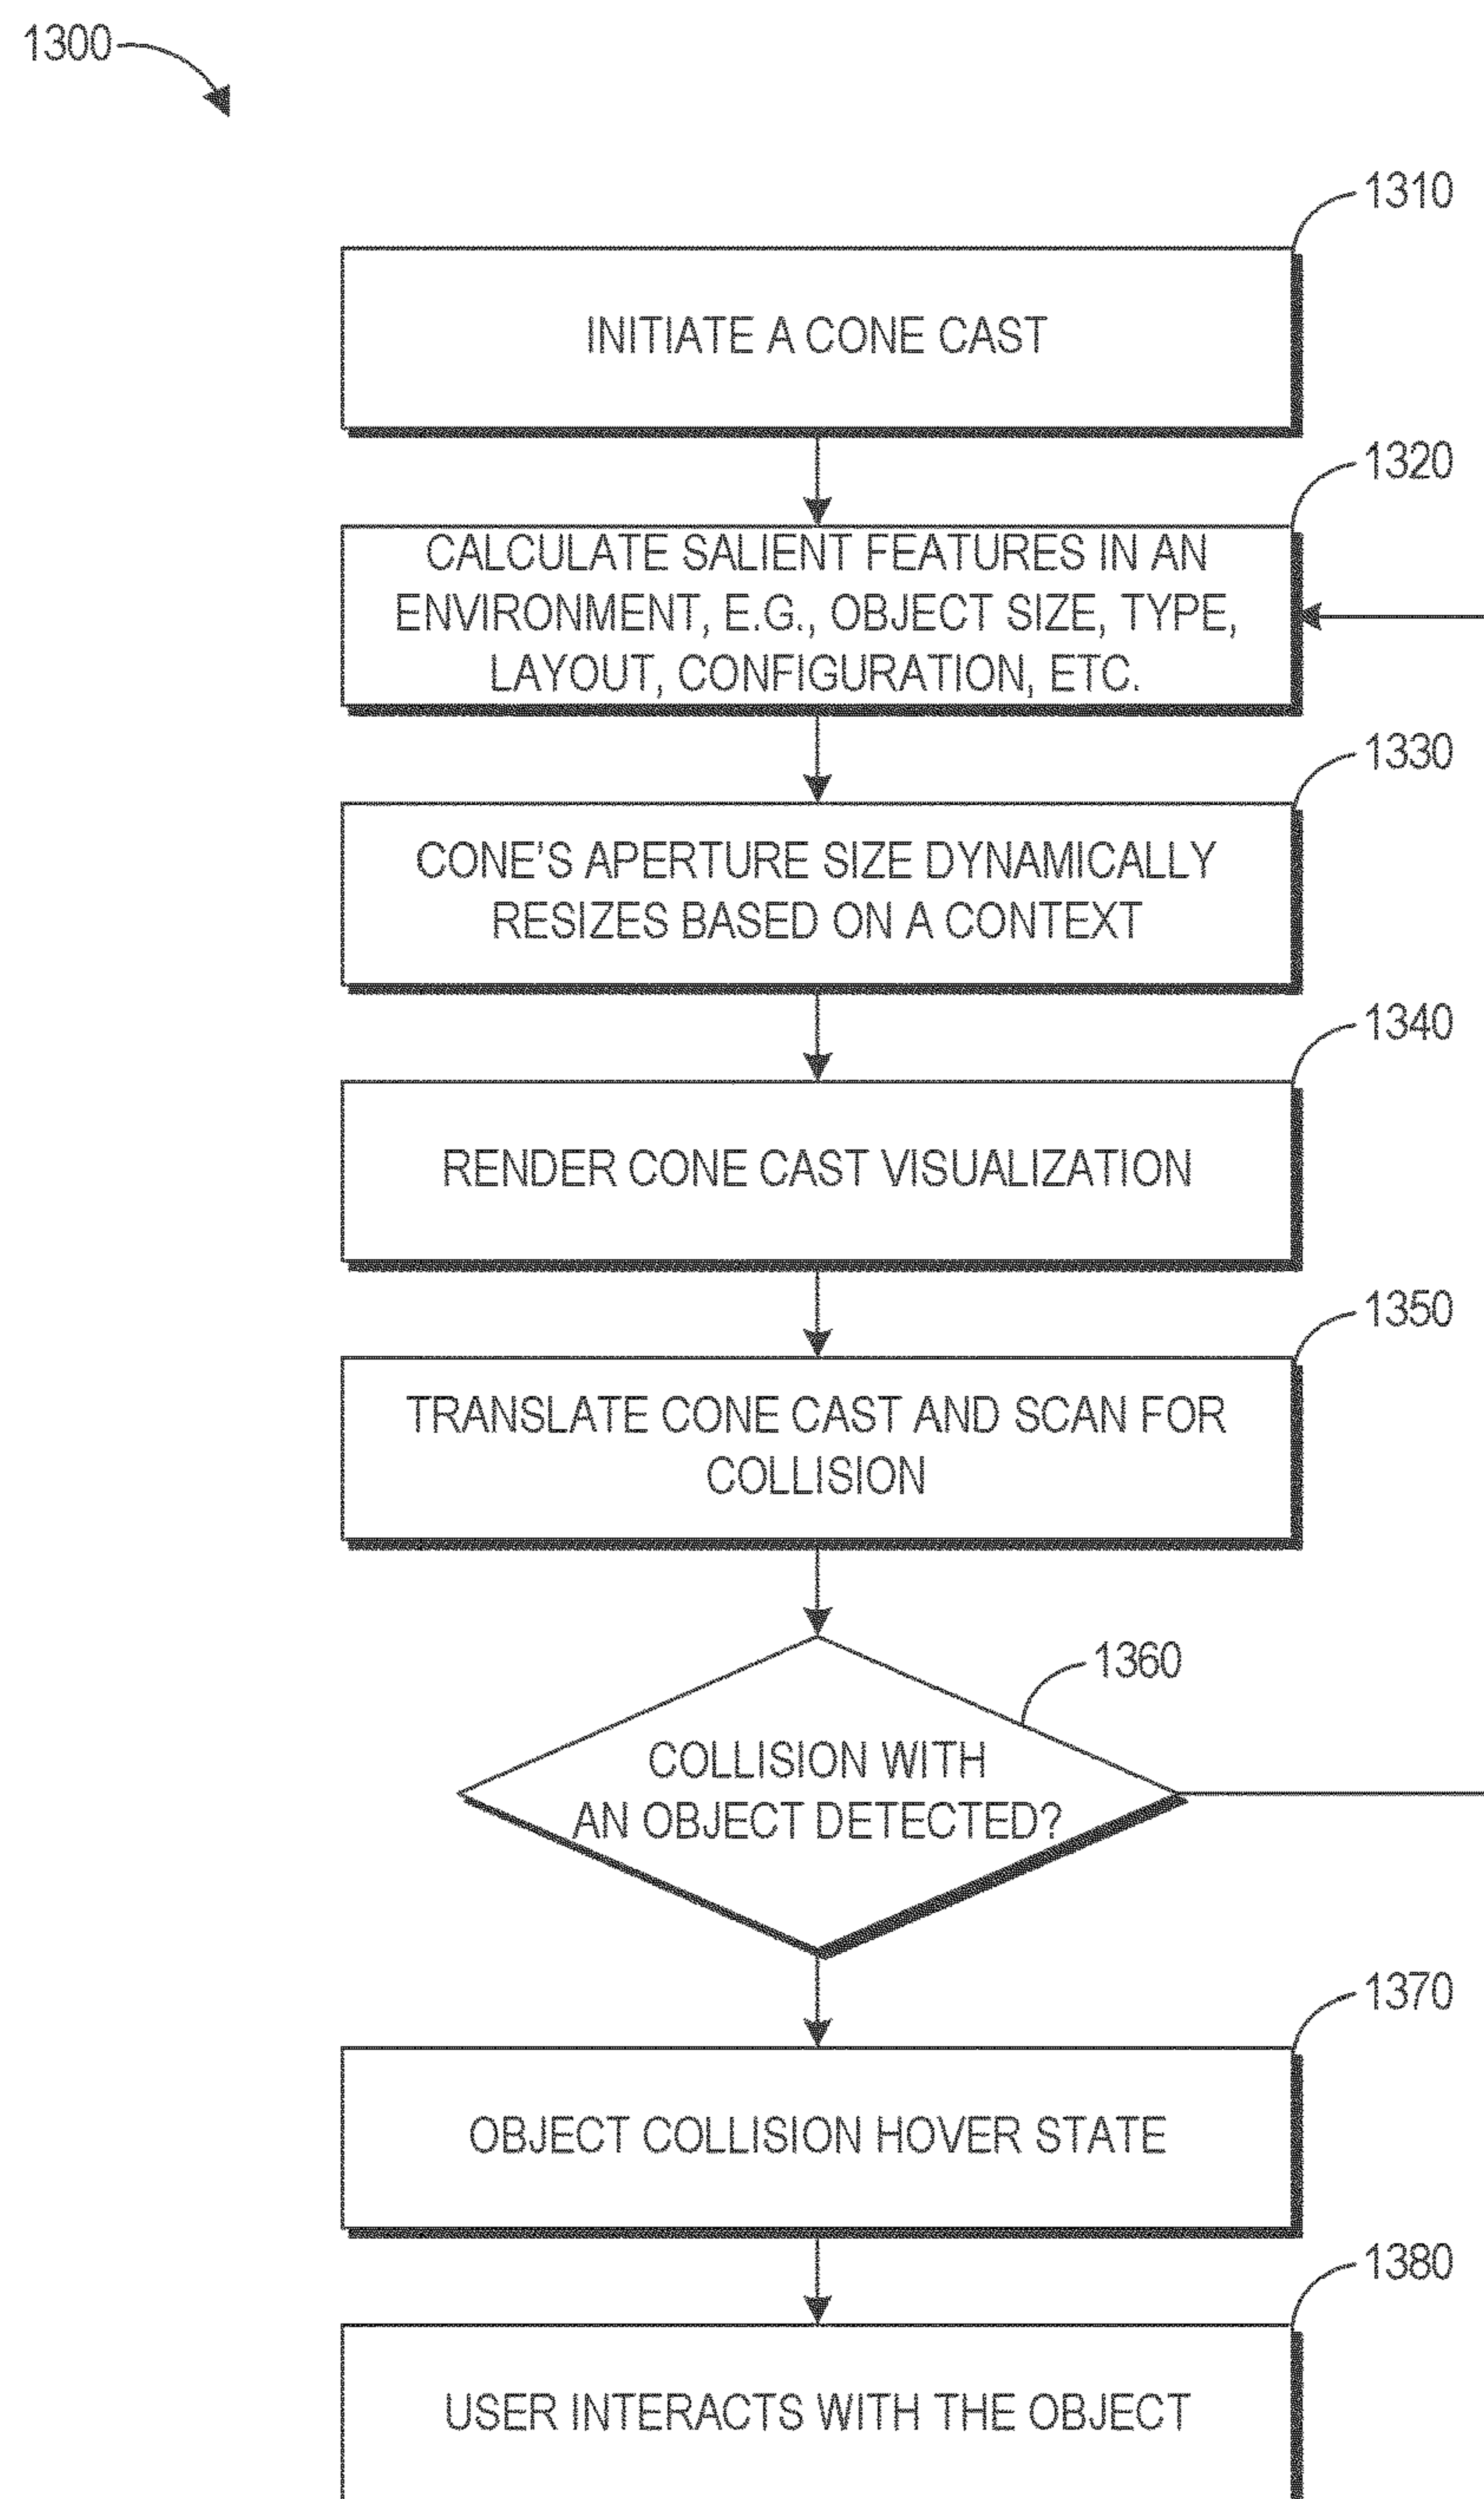 1300
1310
INITIATE A CONE CAST
1320
CALCULATE SALIENT FEATURES IN AN
ENVIRONMENT, E.G., OBJECT SIZE, TYPE,
LAYOUT, CONFIGURATION, ETC.
1330
CONE'S APERTURE SIZE DYNAMICALLY
RESIZES BASED ON A CONTEXT
1340
RENDER CONE CAST VISUALIZATION
1350
TRANSLATE CONE CAST AND SCAN FOR
COLLISION
1360
COLLISION WITH
AN OBJECT DETECTED?
1370
OBJECT COLLISION HOVER STATE
1380
USER INTERACTS WITH THE OBJECT